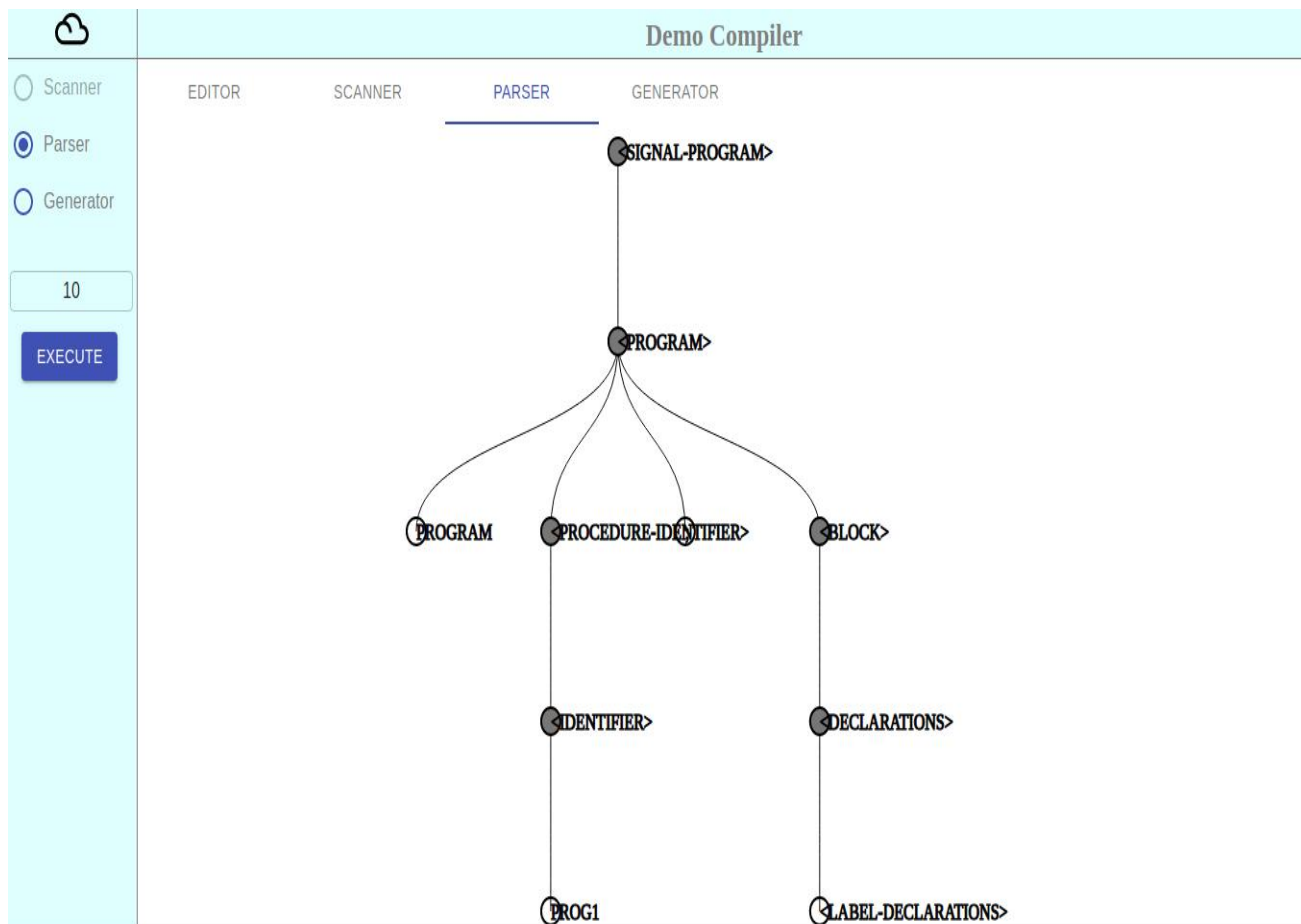 Demo Compiler
Scanner
Parser
Generator
10
EXECUTE
EDITOR SCANNER PARSER GENERATOR
<SIGNAL-PROGRAM>
<PROGRAM>
PROGRAM <PROCEDURE-IDENTIFIER> <BLOCK>
<IDENTIFIER> <DECLARATIONS>
PROG1 <LABEL-DECLARATIONS>